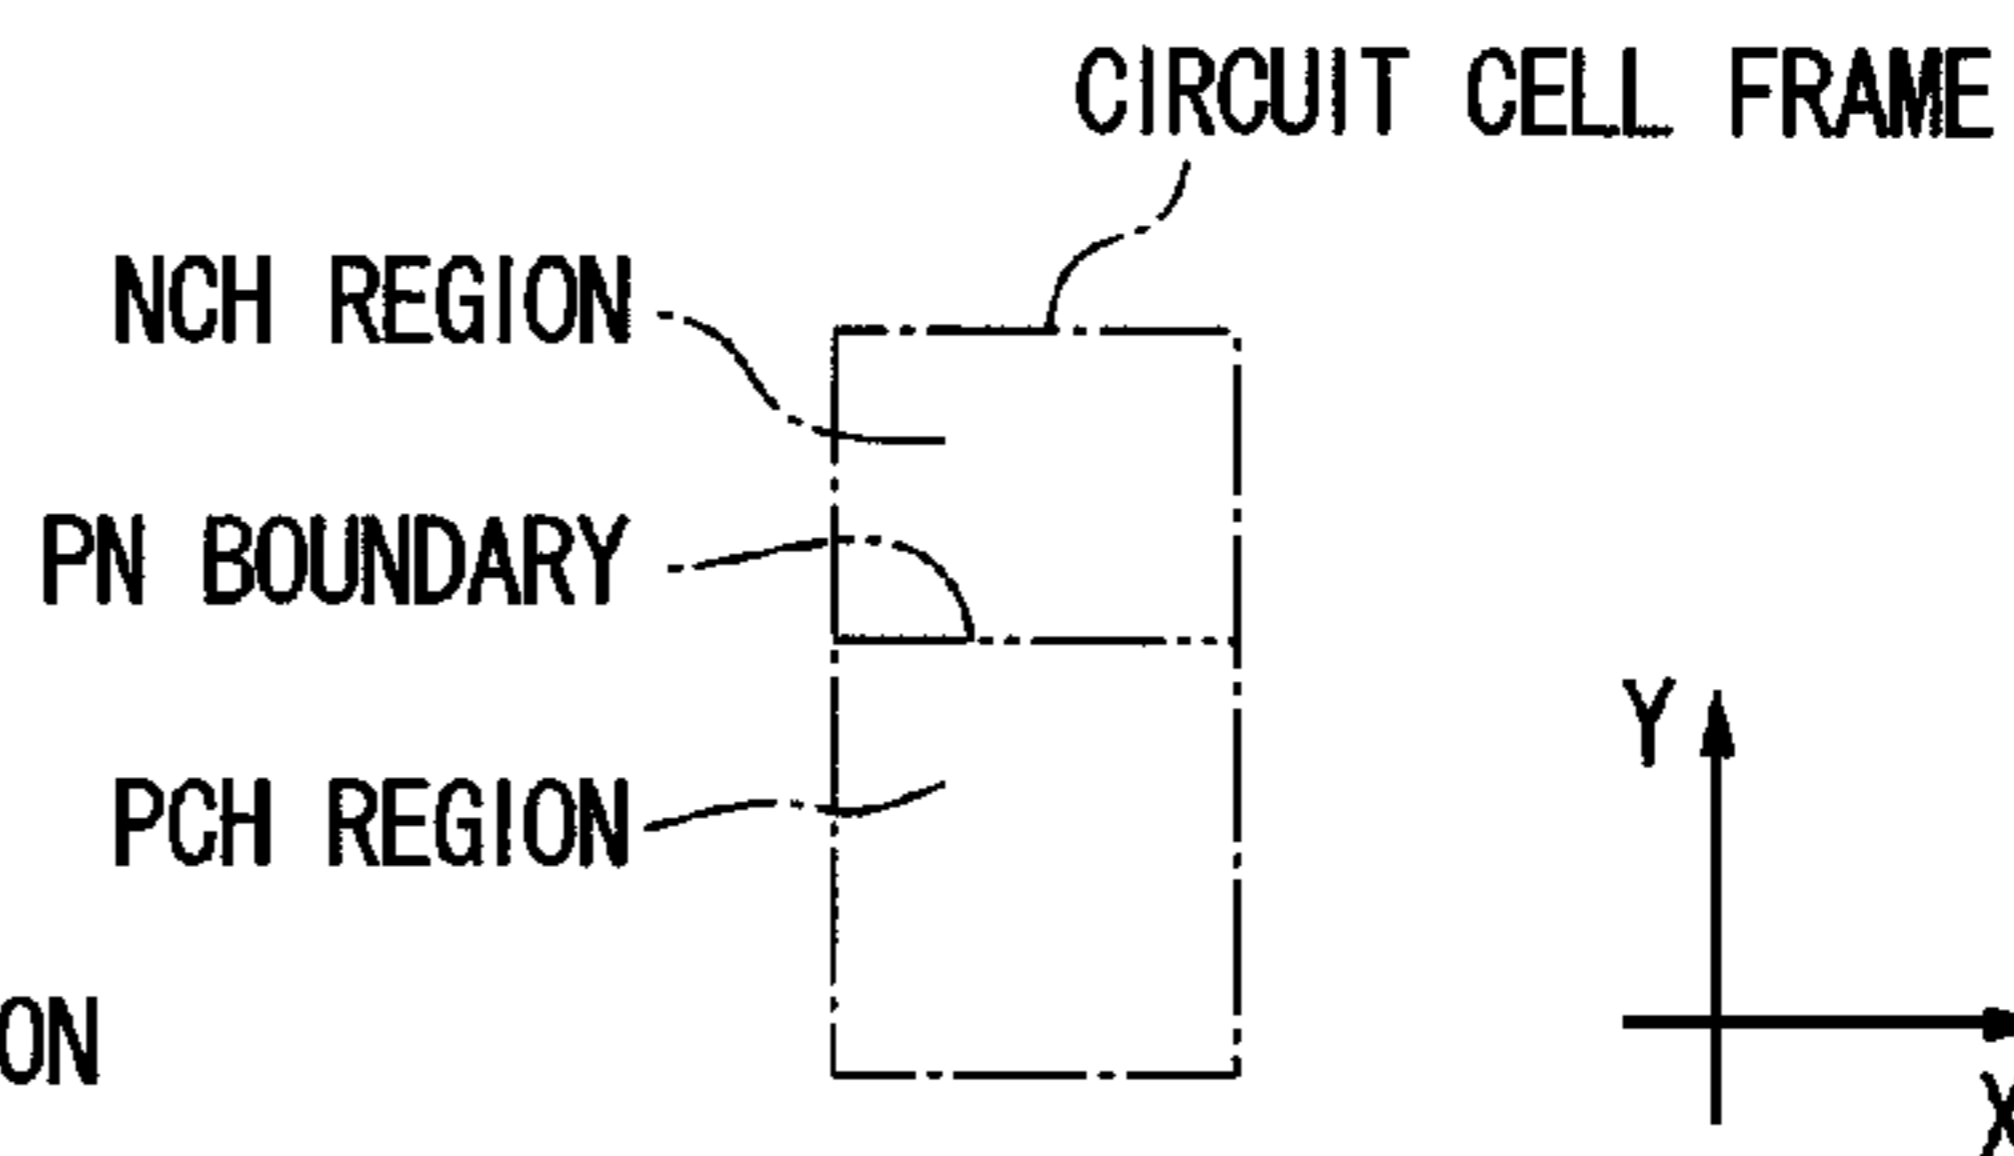 CIRCUIT CELL FRAME
NCH REGION
PN BOUNDARY
PCH REGION
Y
ON
X